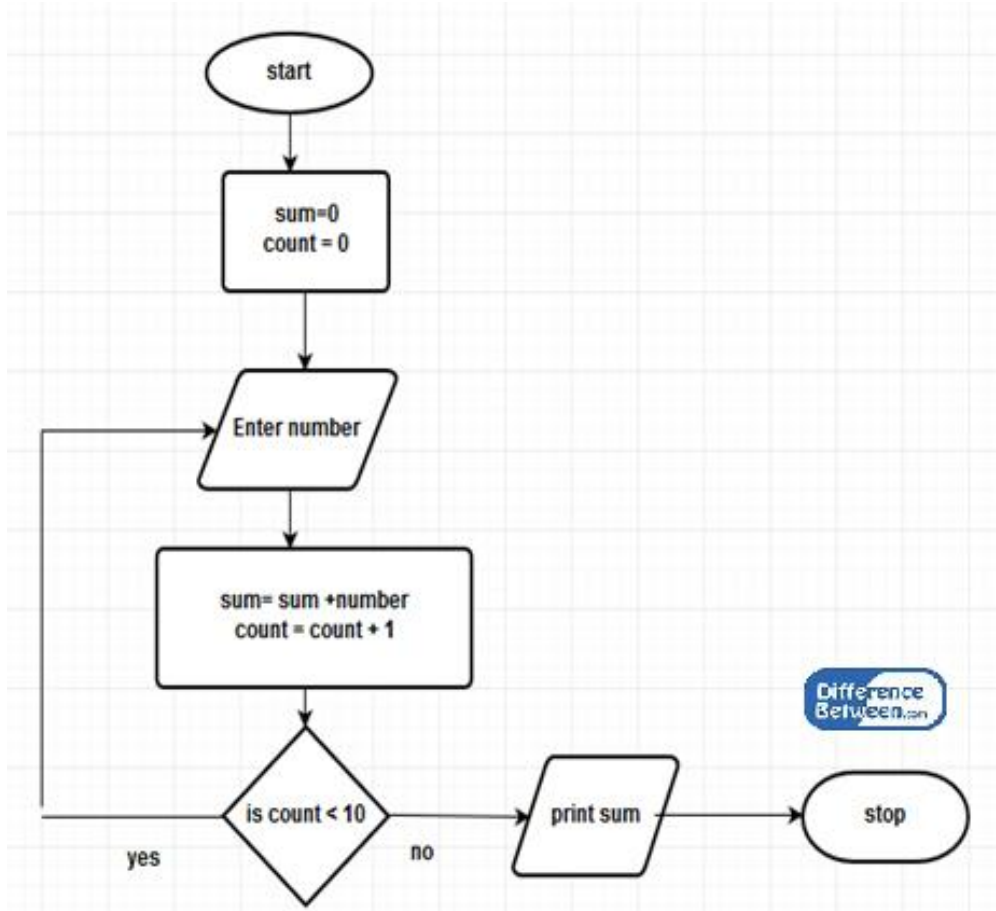 start
sum=0
count = 0
Enter number
sum= sum +number
count = count + 1
is count < 10
yes
no
print sum
stop
Difference
Between.com